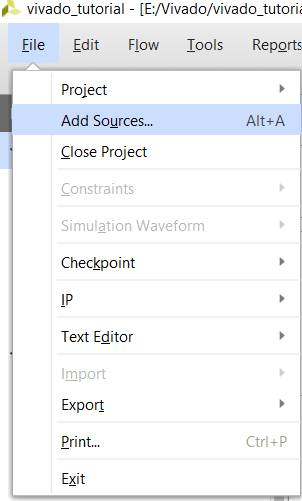 vivado_tutorial - [E:/Vivado/vivado_tutoria
File Edit Flow Tools Reports
Project
Add Sources... Alt+A
Close Project
Constraints
Simulation Waveform
Checkpoint
IP
Text Editor
Import
Export
Print... Ctrl+P
Exit